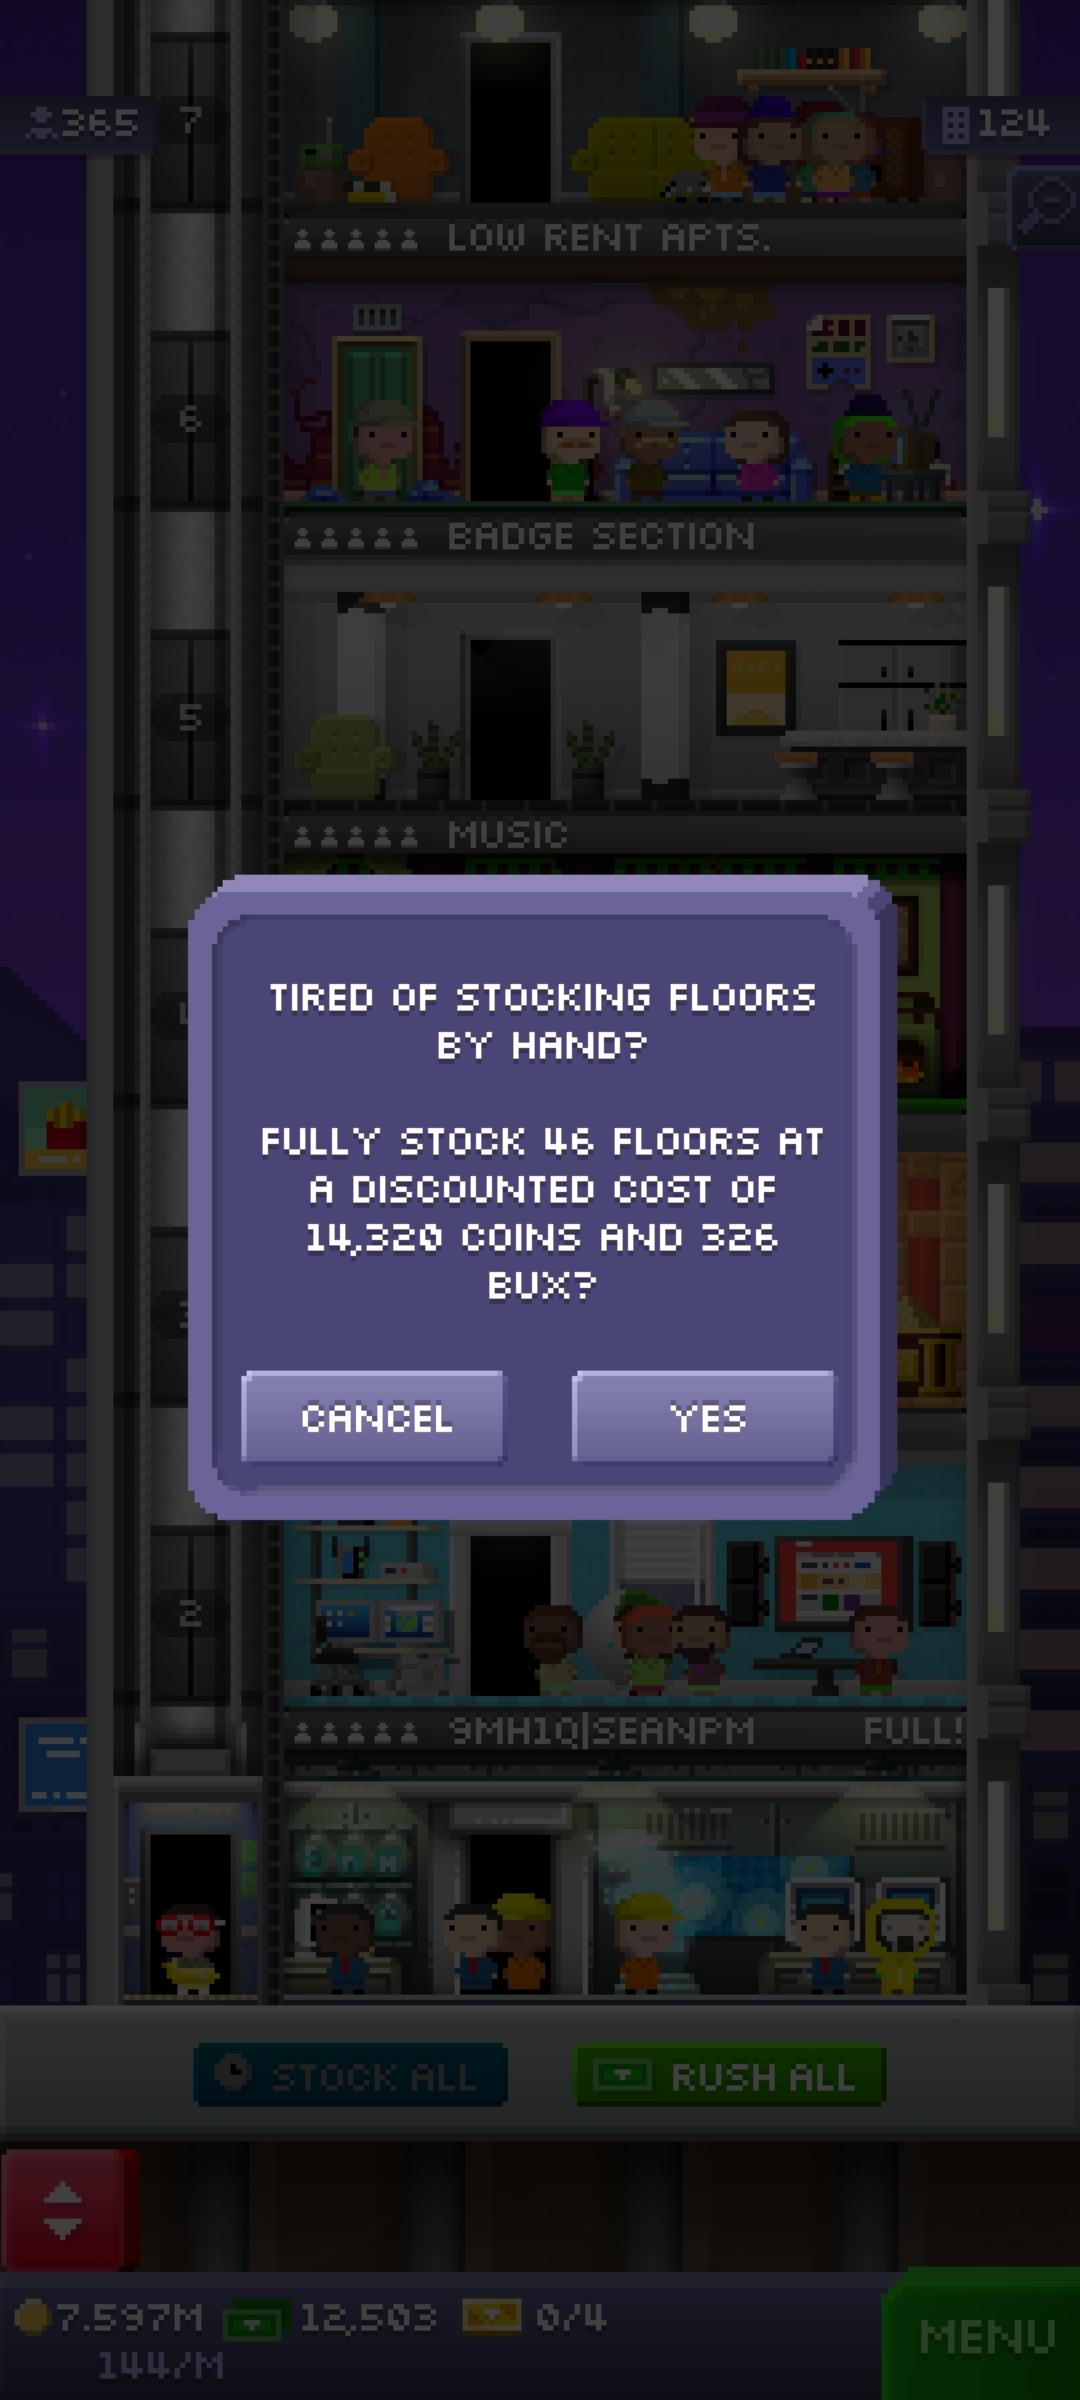 365
7
124
LOW RENT APTS.
6
BADGE SECTION
5
MUSIC
TIRED OF STOCKING FLOORS
BY HAND?
FULLY STOCK 46 FLOORS AT
A DISCOUNTED COST OF
14,320 COINS AND 326
BUX?
CANCEL
YES
2
9MH1Q|SEANPM
FULL!
STOCK ALL
RUSH ALL
7.597M
12,503
0/4
144/M
MENU